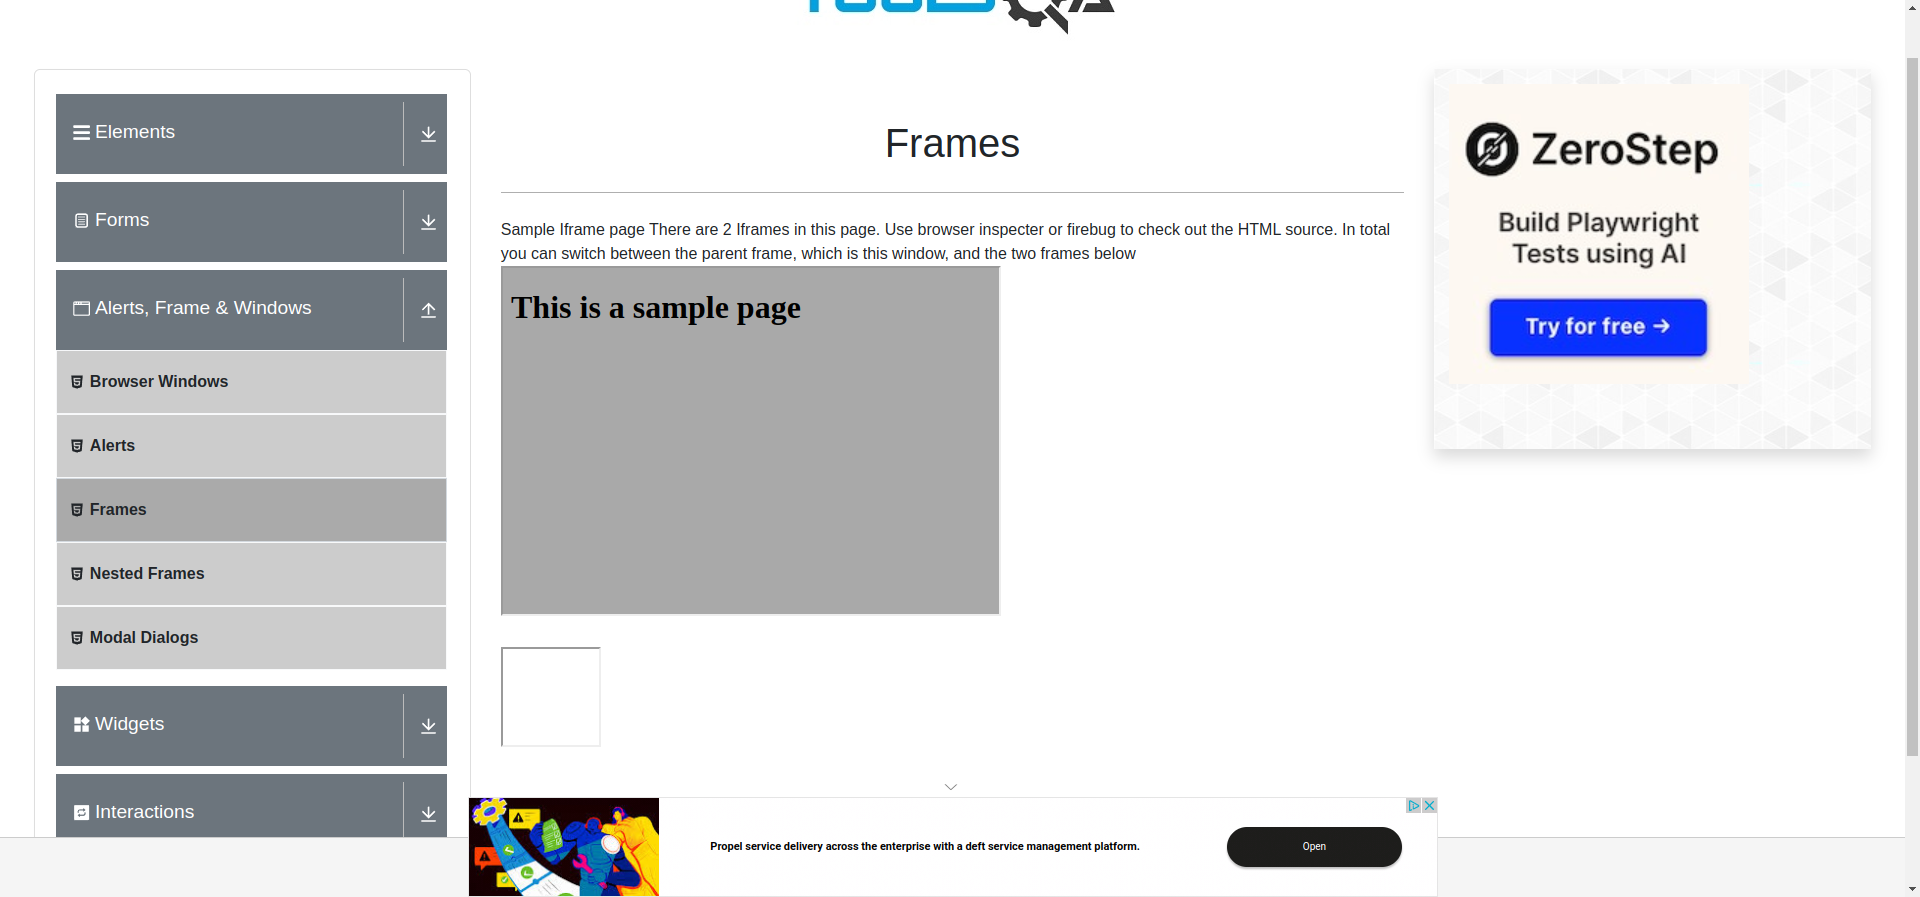 TOOLSQA
Elements
Forms
Alerts, Frame & Windows
Browser Windows
Alerts
Frames
Nested Frames
Modal Dialogs
Widgets
Interactions
Frames
Sample Iframe page There are 2 Iframes in this page. Use browser inspecter or firebug to check out the HTML source. In total
you can switch between the parent frame, which is this window, and the two frames below
This is a sample page
ZeroStep
Build Playwright
Tests using AI
Try for free →
Propel service delivery across the enterprise with a deft service management platform.
Open